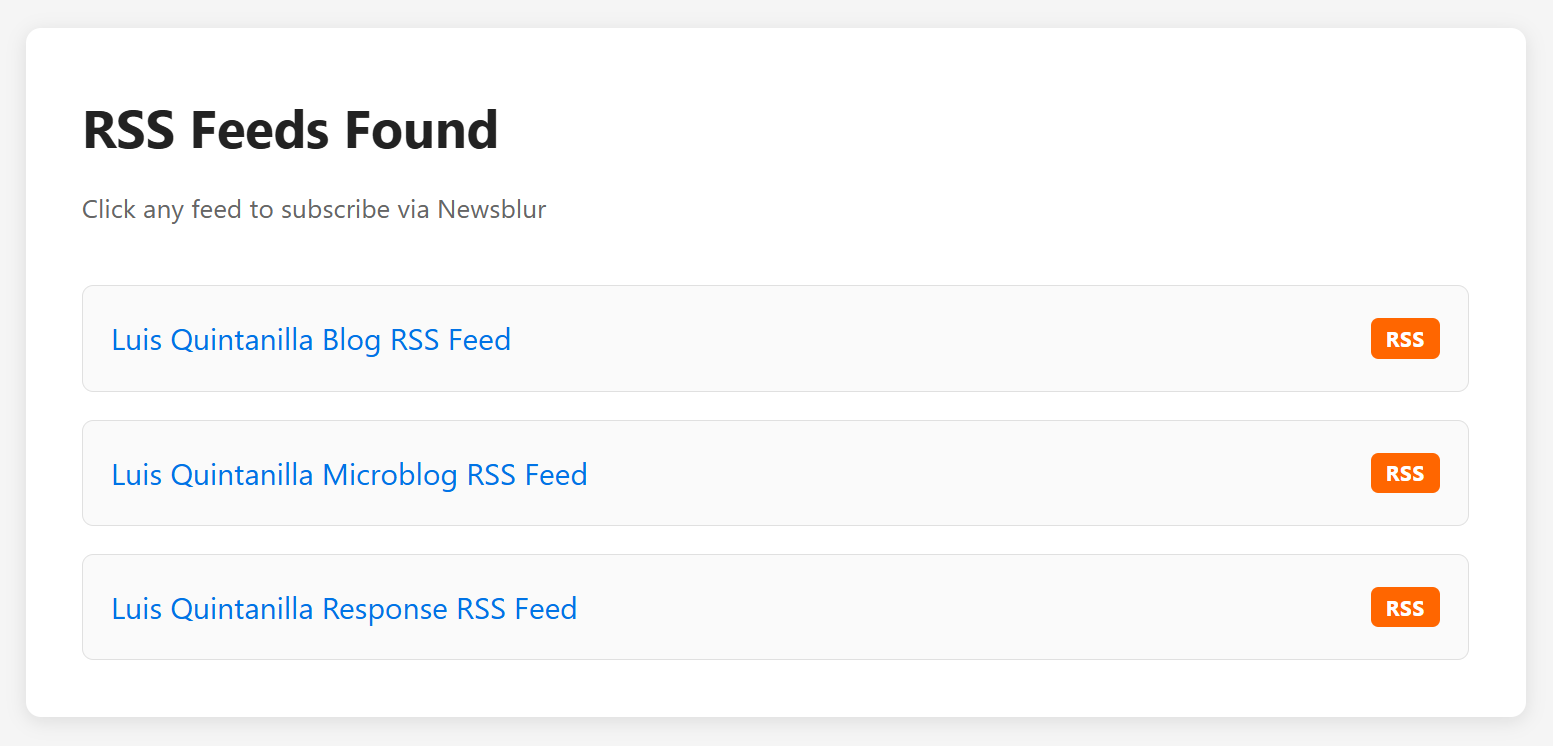 RSS Feeds Found
Click any feed to subscribe via Newsblur
Luis Quintanilla Blog RSS Feed RSS
Luis Quintanilla Microblog RSS Feed RSS
Luis Quintanilla Response RSS Feed RSS